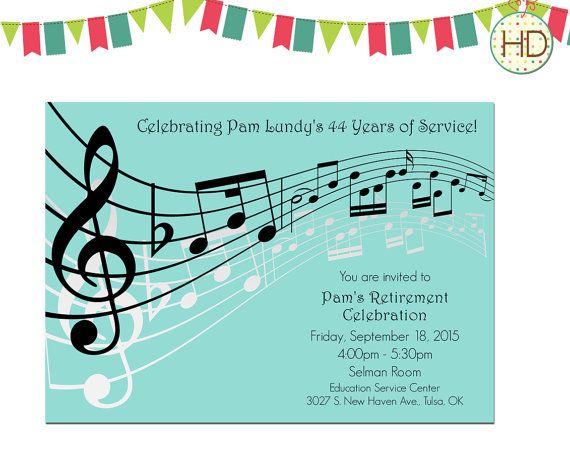 HD
Celebrating Pam Lundy's 44 Years of Service!
You are invited to
Pam's Retirement
Celebration
Friday, September 18, 2015
4:00pm - 5:30pm
Selman Room
Education Service Center
3027 S. New Haven Ave., Tulsa, OK